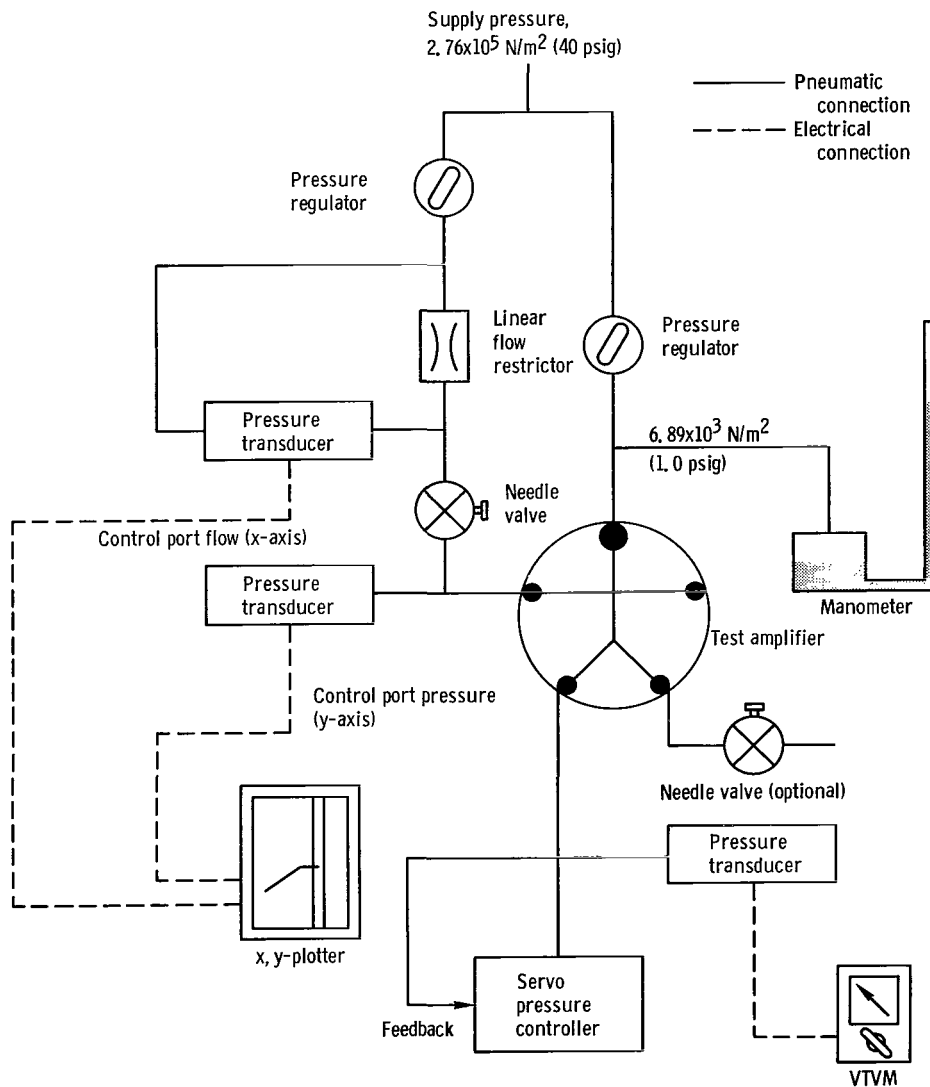 Supply pressure,
2.76x10⁵ N/m² (40 psig)
Pneumatic
connection
Electrical
connection
Pressure
regulator
Linear
flow
restrictor
Pressure
regulator
Pressure
transducer
6.89x10³ N/m²
(1.0 psig)
Needle
valve
Control port flow (x-axis)
Pressure
transducer
Manometer
Test amplifier
Control port pressure
(y-axis)
Needle valve (optional)
Pressure
transducer
x, y-plotter
Servo
pressure
controller
Feedback
VTVM